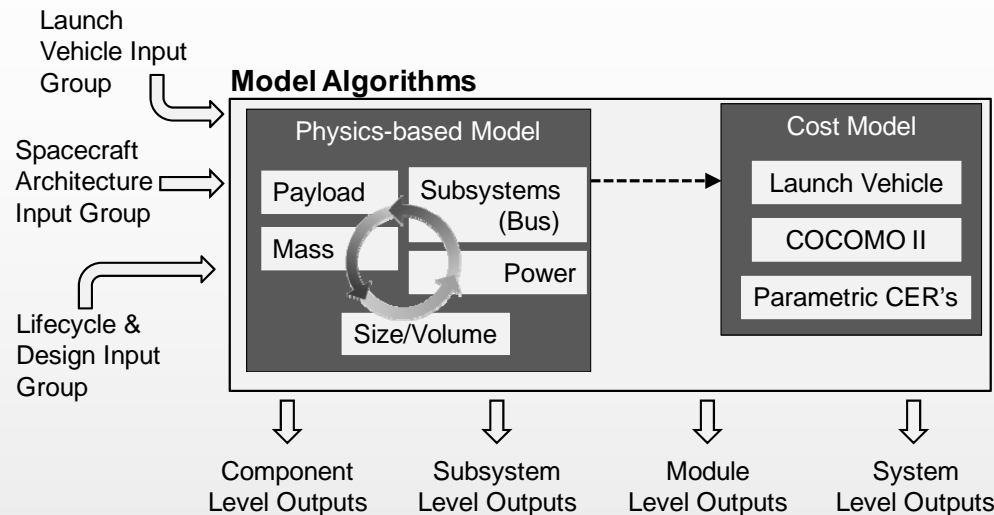 Launch
Vehicle Input
Group
Model Algorithms
Spacecraft
Architecture
Input Group
Lifecycle &
Design Input
Group
Physics-based Model
Payload
Subsystems
(Bus)
Mass
Power
Size/Volume
Cost Model
Launch Vehicle
COCOMO II
Parametric CER's
Component
Level Outputs
Subsystem
Level Outputs
Module
Level Outputs
System
Level Outputs